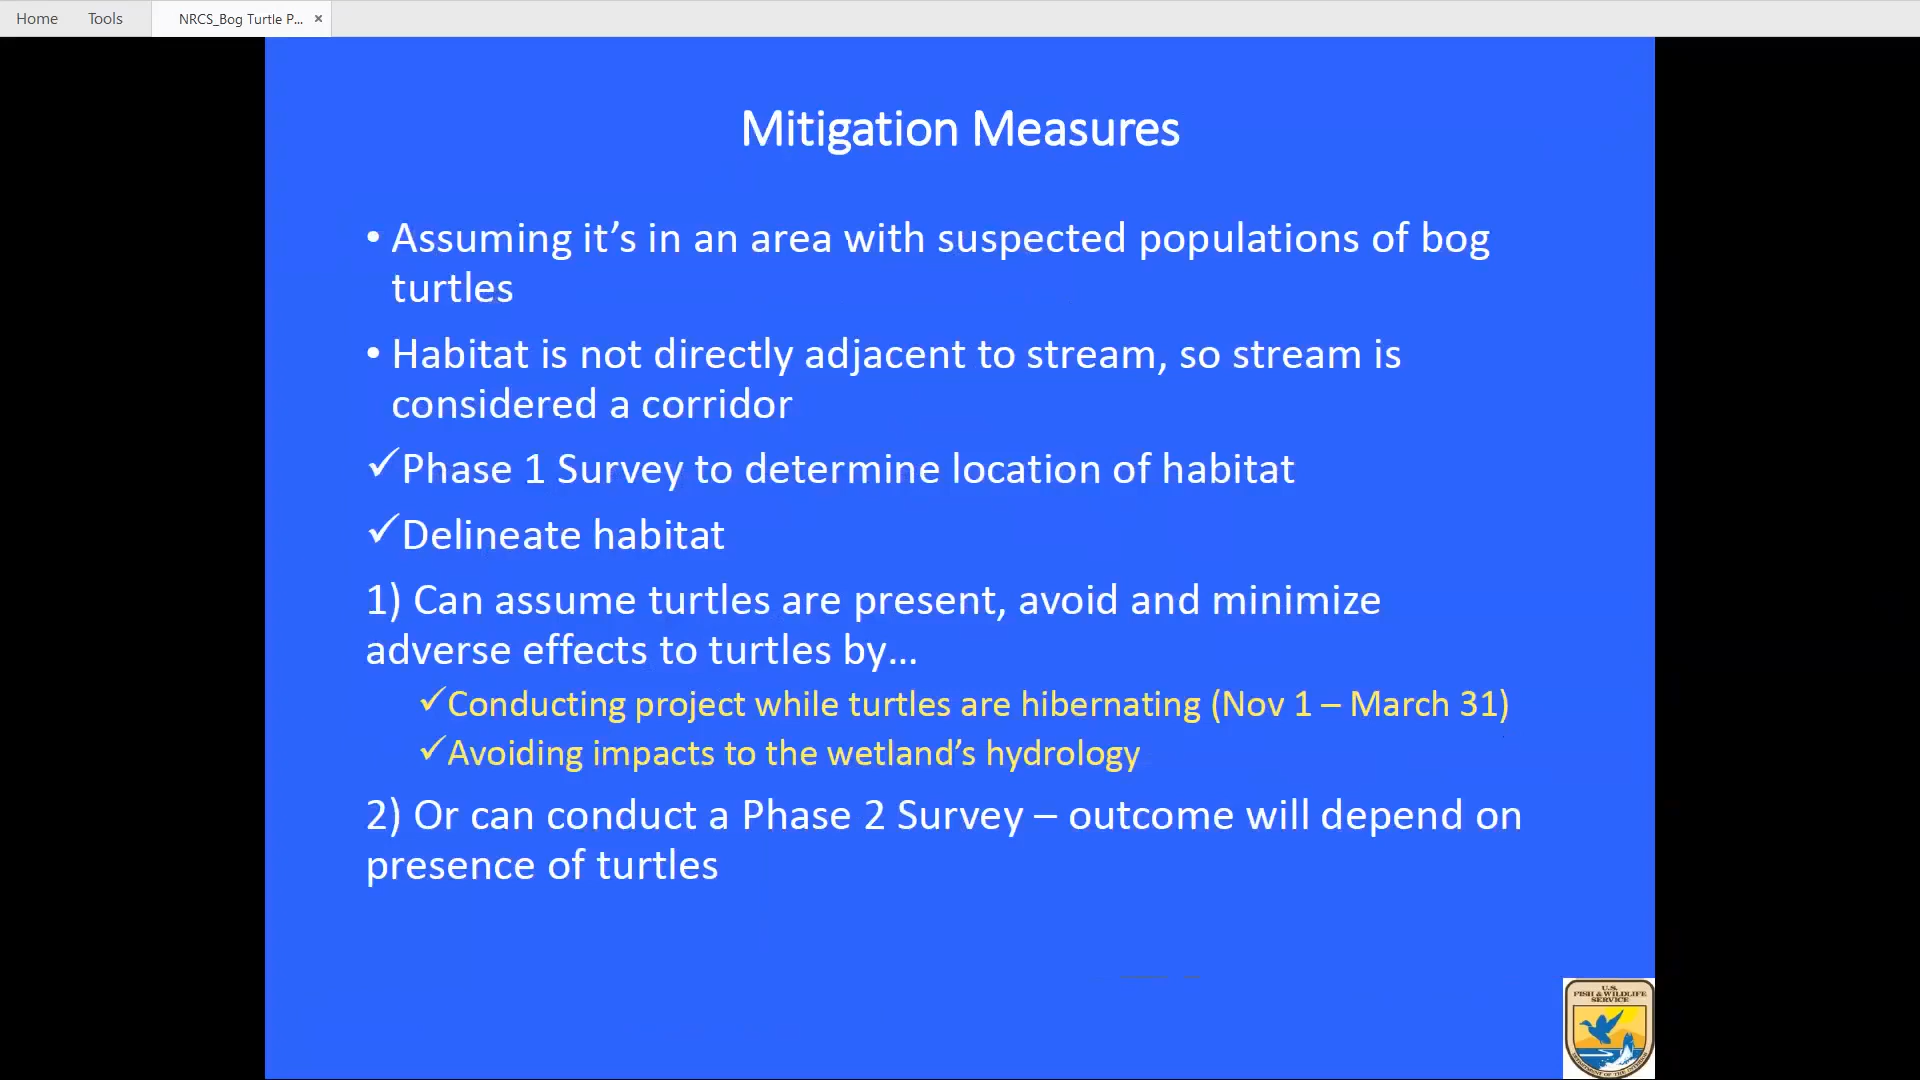 Home Tools NRCS_Bog Turtle P... ×
Mitigation Measures
• Assuming it’s in an area with suspected populations of bog
turtles
• Habitat is not directly adjacent to stream, so stream is
considered a corridor
✓Phase 1 Survey to determine location of habitat
✓Delineate habitat
1) Can assume turtles are present, avoid and minimize
adverse effects to turtles by…
✓Conducting project while turtles are hibernating (Nov 1 – March 31)
✓Avoiding impacts to the wetland’s hydrology
2) Or can conduct a Phase 2 Survey – outcome will depend on
presence of turtles
U.S.
FISH & WILDLIFE
SERVICE
DEPARTMENT OF THE INTERIOR